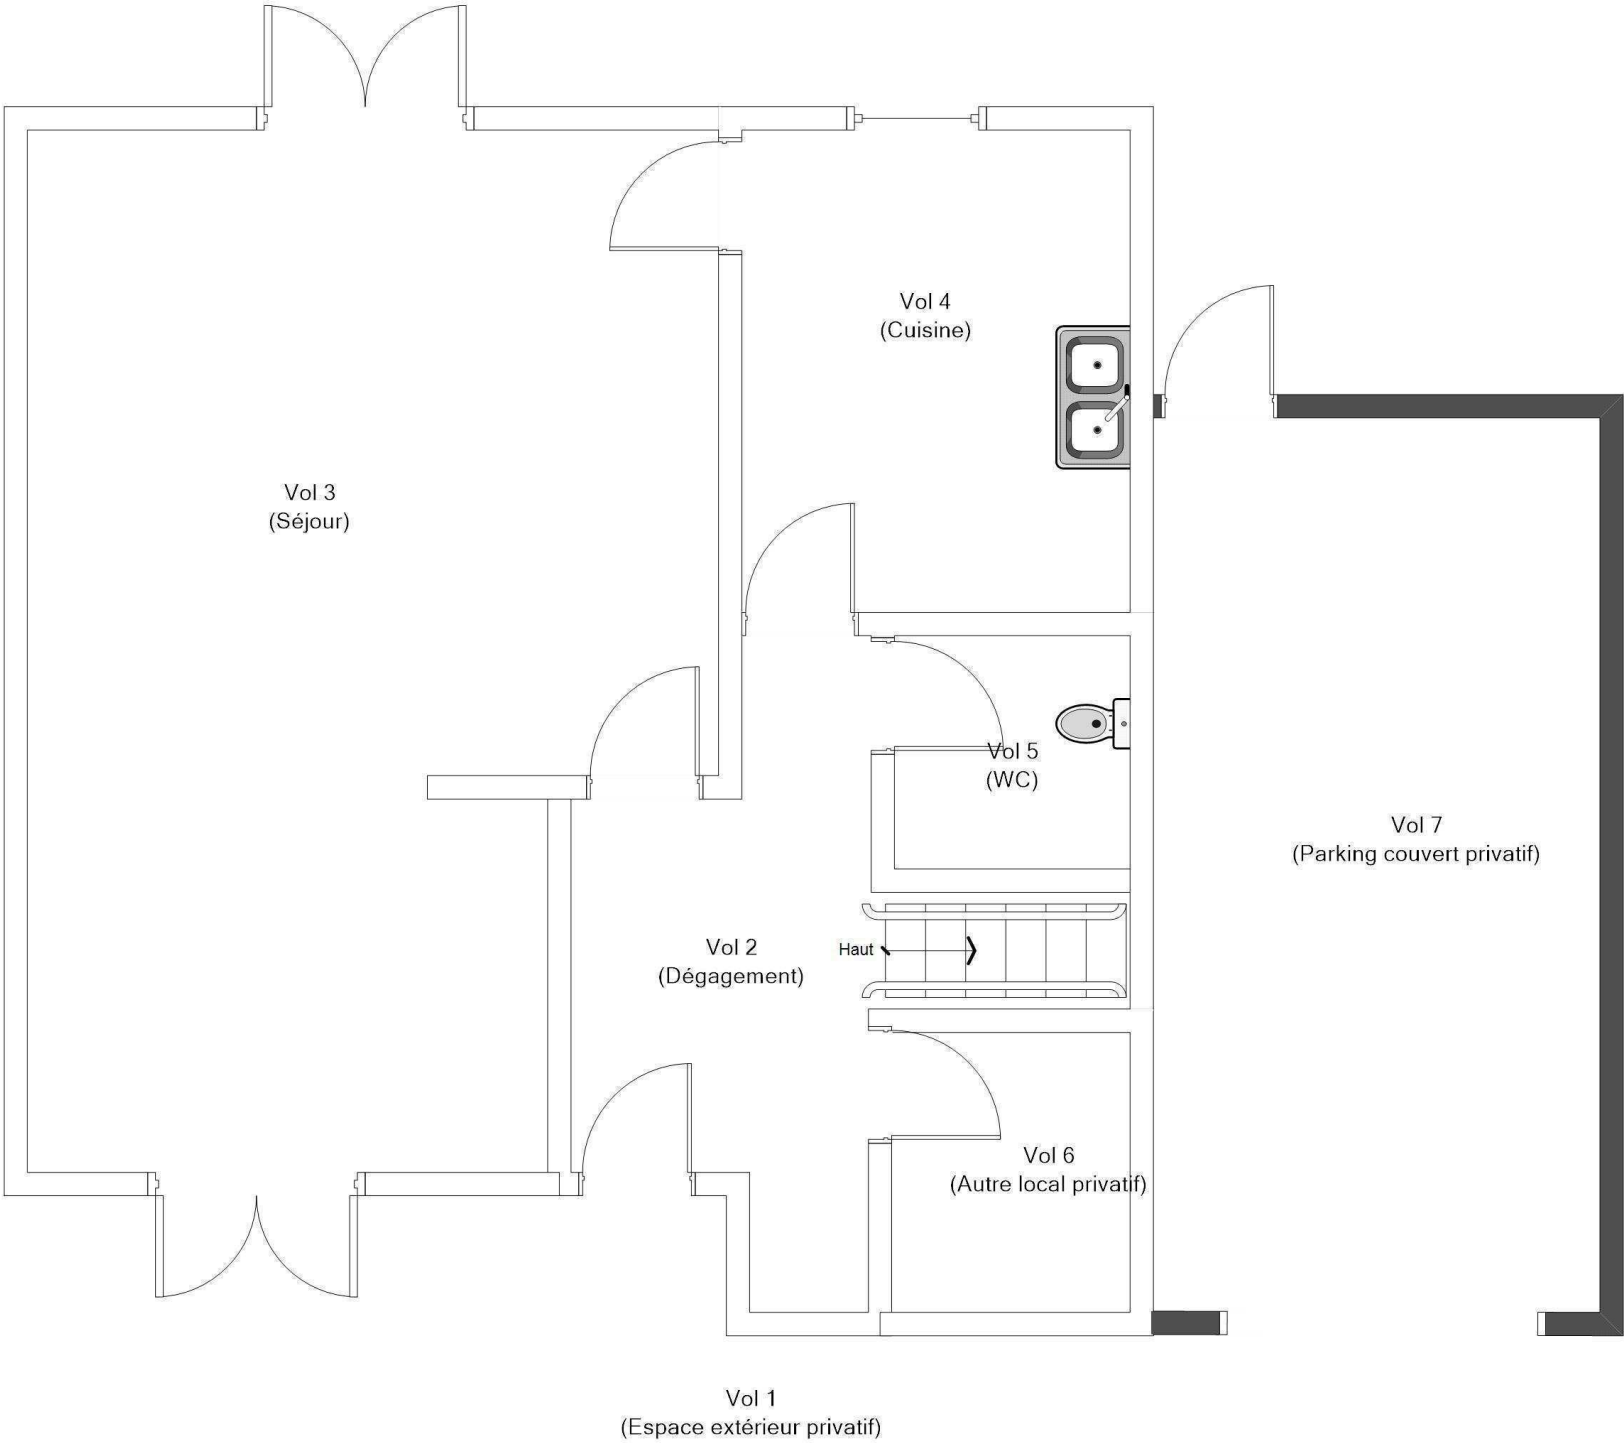 Vol 4
(Cuisine)
Vol 3
(Séjour)
Vol 5
(WC)
Vol 7
(Parking couvert privatif)
Vol 2
(Dégagement)
Haut
Vol 6
(Autre local privatif)
Vol 1
(Espace extérieur privatif)